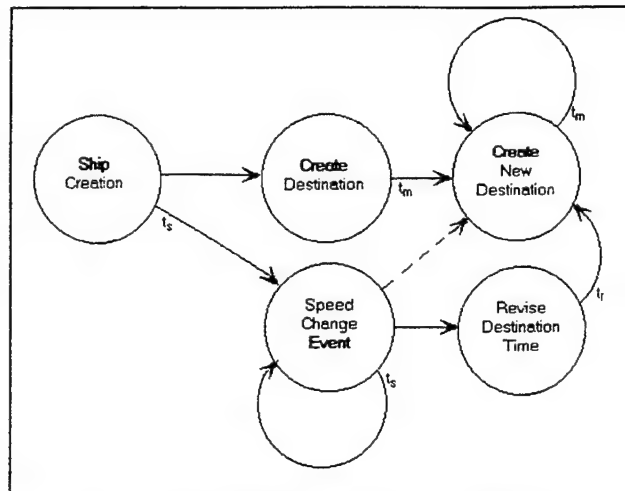 Ship
Creation
t_s
Create
Destination
t_m
Create
New
Destination
t_m
Speed
Change
Event
t_s
Revise
Destination
Time
t_r